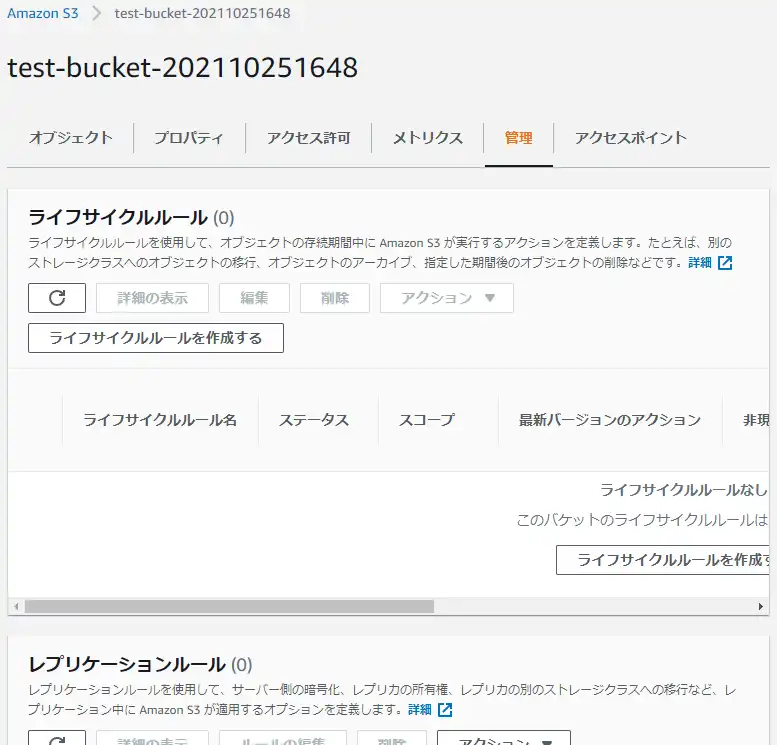 Amazon S3 > test-bucket-202110251648
test-bucket-202110251648
オブジェクト プロパティ アクセス許可 メトリクス 管理 アクセスポイント
ライフサイクルルール (0)
ライフサイクルルールを使用して、オブジェクトの存続期間中に Amazon S3 が実行するアクションを定義します。たとえば、別の
ストレージクラスへのオブジェクトの移行、オブジェクトのアーカイブ、指定した期間後のオブジェクトの削除などです。詳細
詳細の表示 編集 削除 アクション ▼
ライフサイクルルールを作成する
ライフサイクルルール名 ステータス スコープ 最新バージョンのアクション 非現
ライフサイクルルールなし
このバケットのライフサイクルルールは
ライフサイクルルールを作成す
レプリケーションルール (0)
レプリケーションルールを使用して、サーバー側の暗号化、レプリカの所有権、レプリカの別のストレージクラスへの移行など、レ
プリケーション中に Amazon S3 が適用するオプションを定義します。詳細
詳細の表示 ルールの編集 削除 アクション ▼